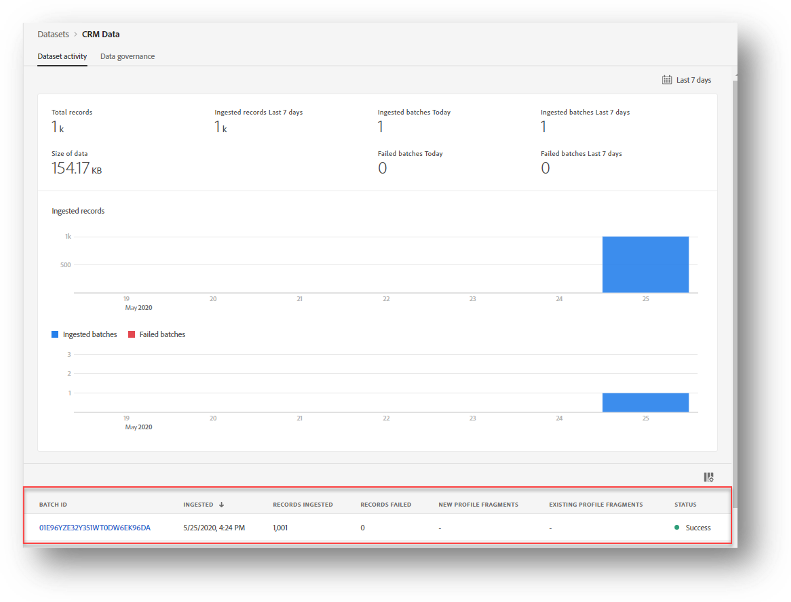 Datasets > CRM Data
Dataset activity Data governance
Last 7 days
Total records Ingested records Last 7 days Ingested batches Today Ingested batches Last 7 days
1 k 1 k 1 1
Size of data Failed batches Today Failed batches Last 7 days
154.17 KB 0 0
Ingested records
1k
500
19 20 21 22 23 24 25
May 2020
Ingested batches Failed batches
3
2
1
19 20 21 22 23 24 25
May 2020
BATCH ID INGESTED ↓ RECORDS INGESTED RECORDS FAILED NEW PROFILE FRAGMENTS EXISTING PROFILE FRAGMENTS STATUS
01E96YZE32Y351WT0DW6EK96DA 5/25/2020, 4:24 PM 1,001 0 - - Success